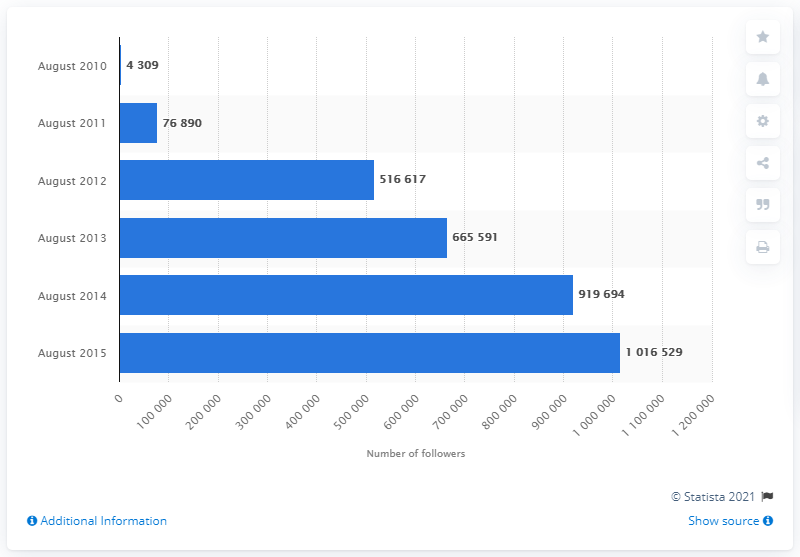 August 2010 4 309
August 2011 76 890
August 2012 516 617
August 2013 665 591
August 2014 919 694
August 2015 1 016 529
0 100 000 200 000 300 000 400 000 500 000 600 000 700 000 800 000 900 000 1 000 000 1 100 000 1 200 000
Number of followers
© Statista 2021
Additional Information Show source